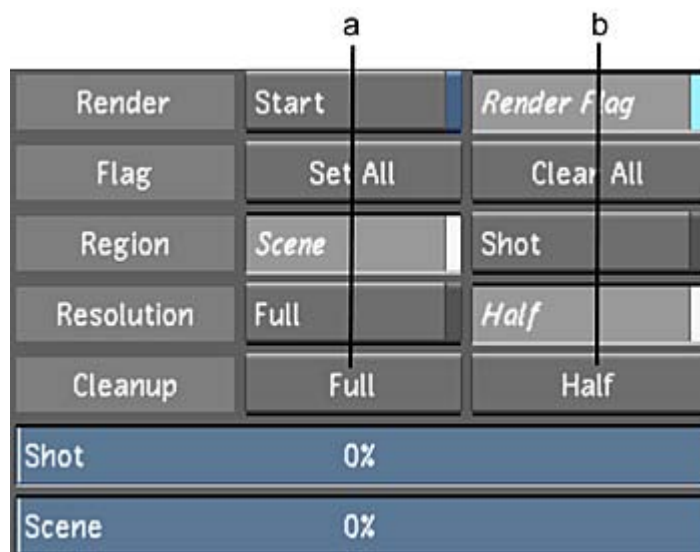 a b
Render Start Render Flag
Flag Set All Clear All
Region Scene Shot
Resolution Full Half
Cleanup Full Half
Shot 0%
Scene 0%